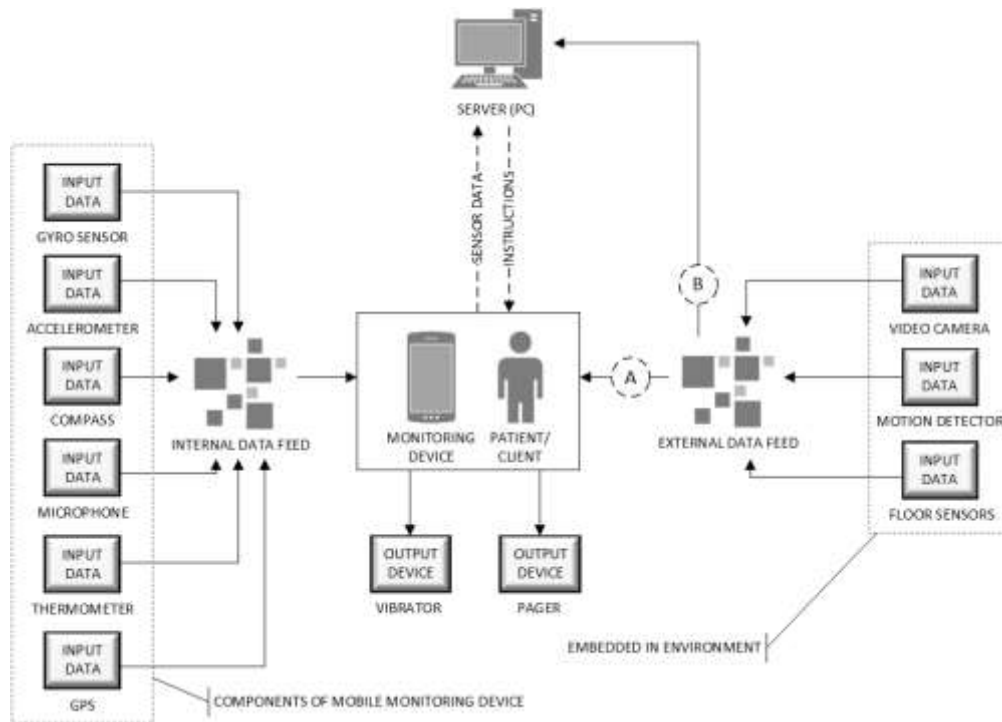 SERVER (PC)
SENSOR DATA
INSTRUCTIONS
INPUT
DATA
GYRO SENSOR
INPUT
DATA
ACCELEROMETER
INPUT
DATA
COMPASS
INPUT
DATA
MICROPHONE
INPUT
DATA
THERMOMETER
INPUT
DATA
GPS
INTERNAL DATA FEED
MONITORING
DEVICE
PATIENT/
CLIENT
A
B
EXTERNAL DATA FEED
INPUT
DATA
VIDEO CAMERA
INPUT
DATA
MOTION DETECTOR
INPUT
DATA
FLOOR SENSORS
OUTPUT
DEVICE
VIBRATOR
OUTPUT
DEVICE
PAGER
EMBEDDED IN ENVIRONMENT
COMPONENTS OF MOBILE MONITORING DEVICE